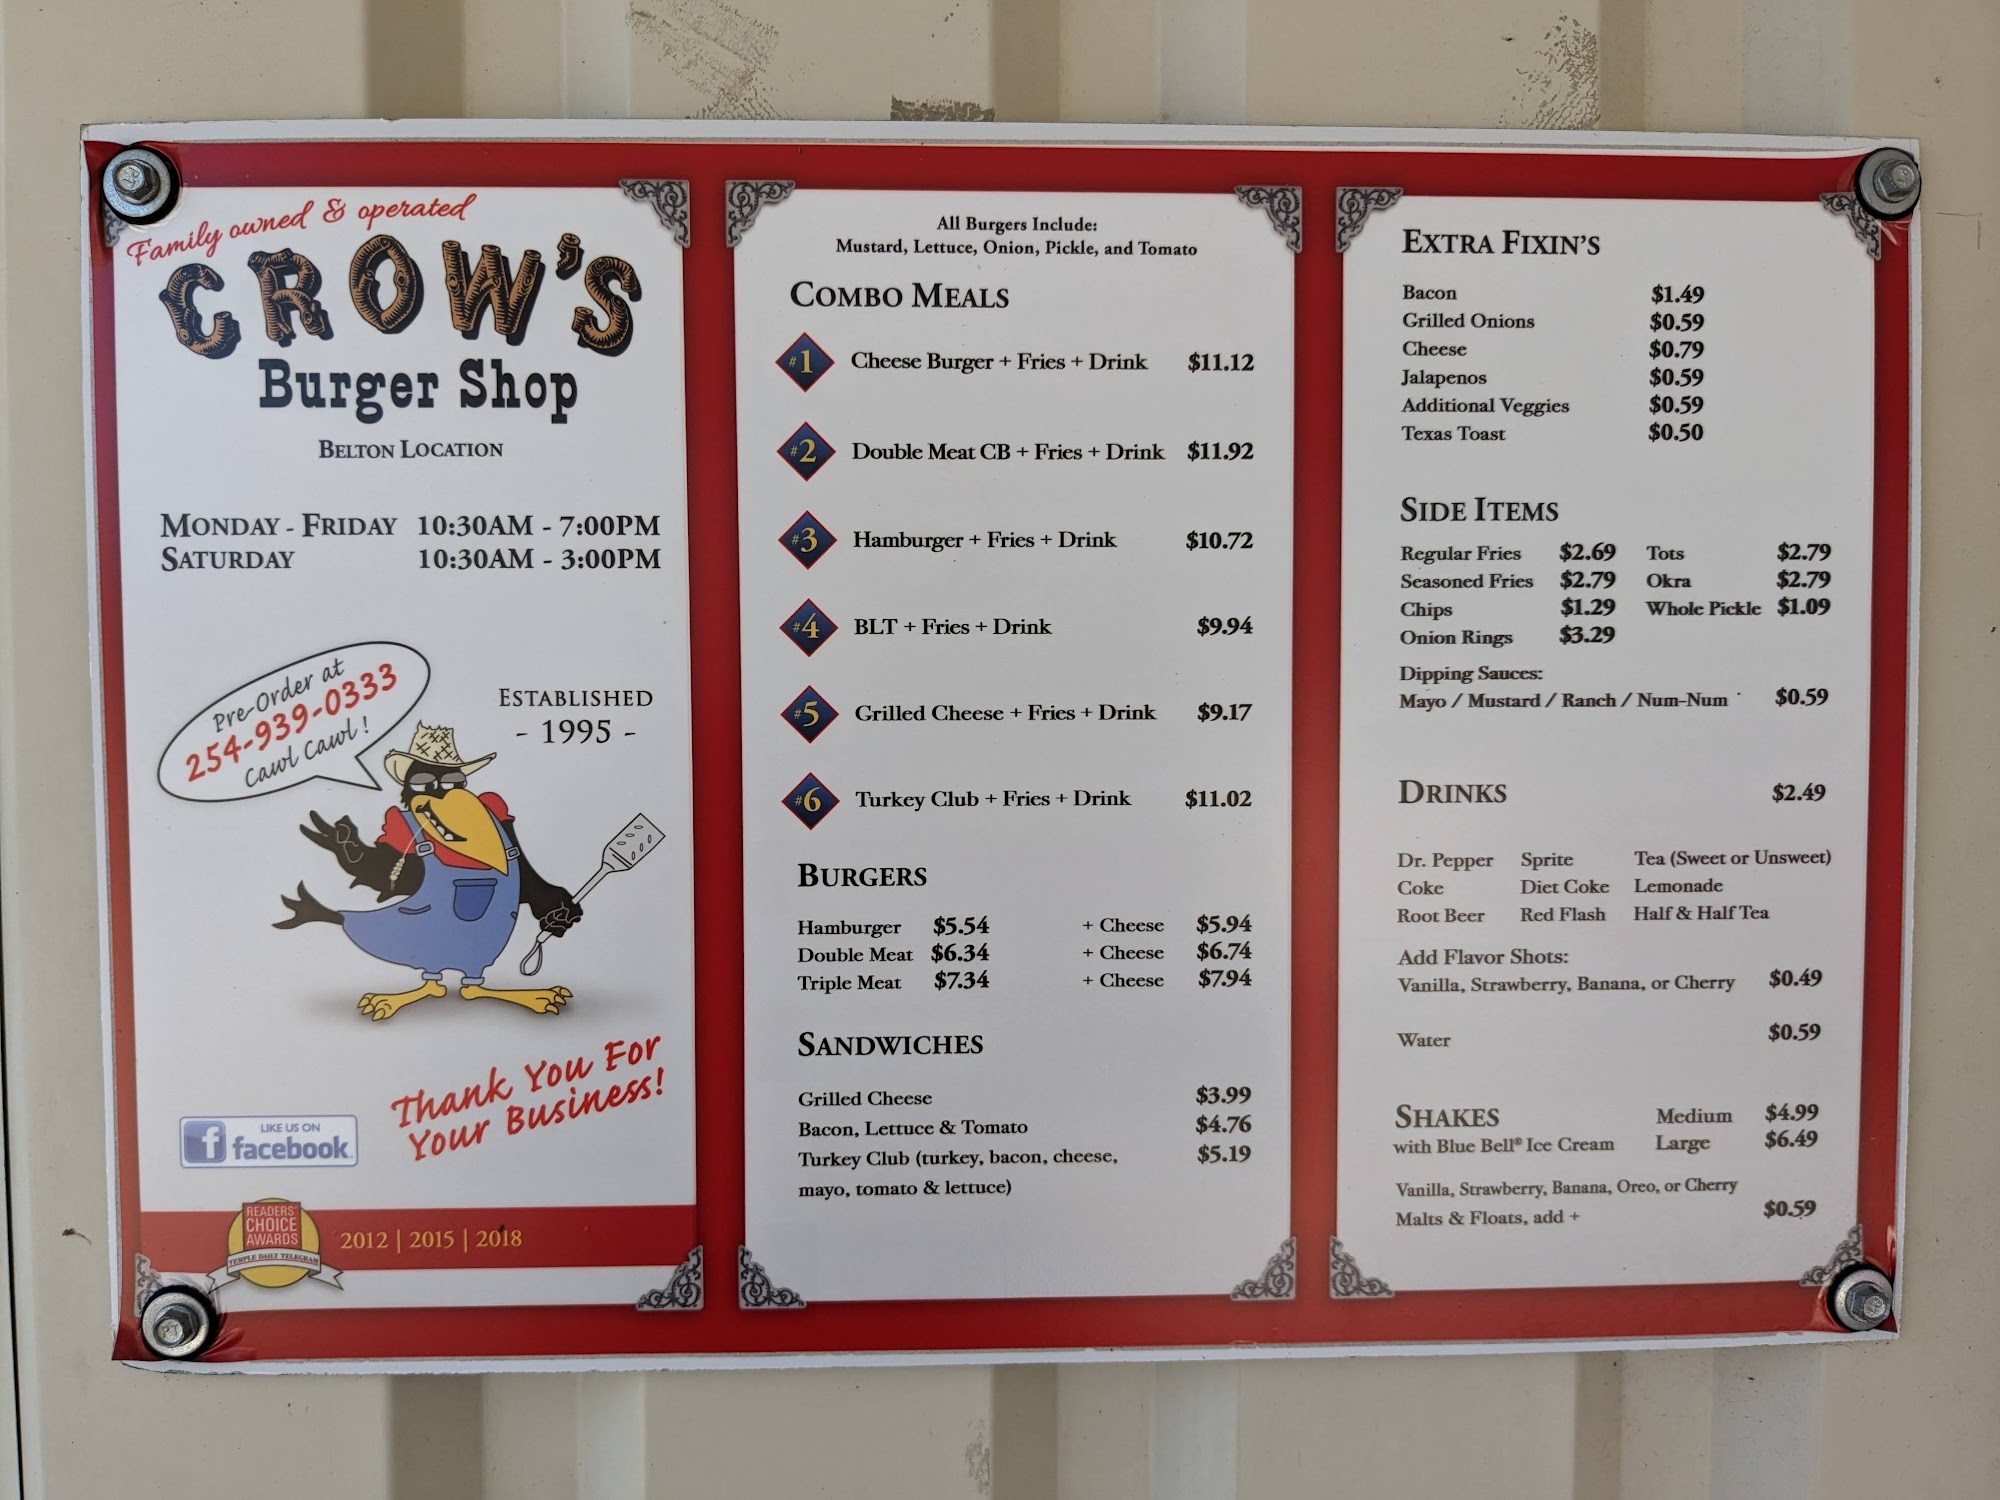 Family owned & operated
CROW'S
Burger Shop
BELTON LOCATION
MONDAY - FRIDAY 10:30AM - 7:00PM
SATURDAY 10:30AM - 3:00PM
Pre-Order at
254-939-0333
Caw! Caw! !
ESTABLISHED
- 1995 -
Thank You For
Your Business!
LIKE US ON
facebook
READERS'
CHOICE
AWARDS
TEMPLE DAILY TELEGRAM
2012 | 2015 | 2018
All Burgers Include:
Mustard, Lettuce, Onion, Pickle, and Tomato
COMBO MEALS
#1 Cheese Burger + Fries + Drink $11.12
#2 Double Meat CB + Fries + Drink $11.92
#3 Hamburger + Fries + Drink $10.72
#4 BLT + Fries + Drink $9.94
#5 Grilled Cheese + Fries + Drink $9.17
#6 Turkey Club + Fries + Drink $11.02
BURGERS
Hamburger $5.54 + Cheese $5.94
Double Meat $6.34 + Cheese $6.74
Triple Meat $7.34 + Cheese $7.94
SANDWICHES
Grilled Cheese $3.99
Bacon, Lettuce & Tomato $4.76
Turkey Club (turkey, bacon, cheese, $5.19
mayo, tomato & lettuce)
EXTRA FIXIN'S
Bacon $1.49
Grilled Onions $0.59
Cheese $0.79
Jalapenos $0.59
Additional Veggies $0.59
Texas Toast $0.50
SIDE ITEMS
Regular Fries $2.69 Tots $2.79
Seasoned Fries $2.79 Okra $2.79
Chips $1.29 Whole Pickle $1.09
Onion Rings $3.29
Dipping Sauces:
Mayo / Mustard / Ranch / Num-Num $0.59
DRINKS $2.49
Dr. Pepper Sprite Tea (Sweet or Unsweet)
Coke Diet Coke Lemonade
Root Beer Red Flash Half & Half Tea
Add Flavor Shots:
Vanilla, Strawberry, Banana, or Cherry $0.49
Water $0.59
SHAKES Medium $4.99
with Blue Bell® Ice Cream Large $6.49
Vanilla, Strawberry, Banana, Oreo, or Cherry
Malts & Floats, add + $0.59